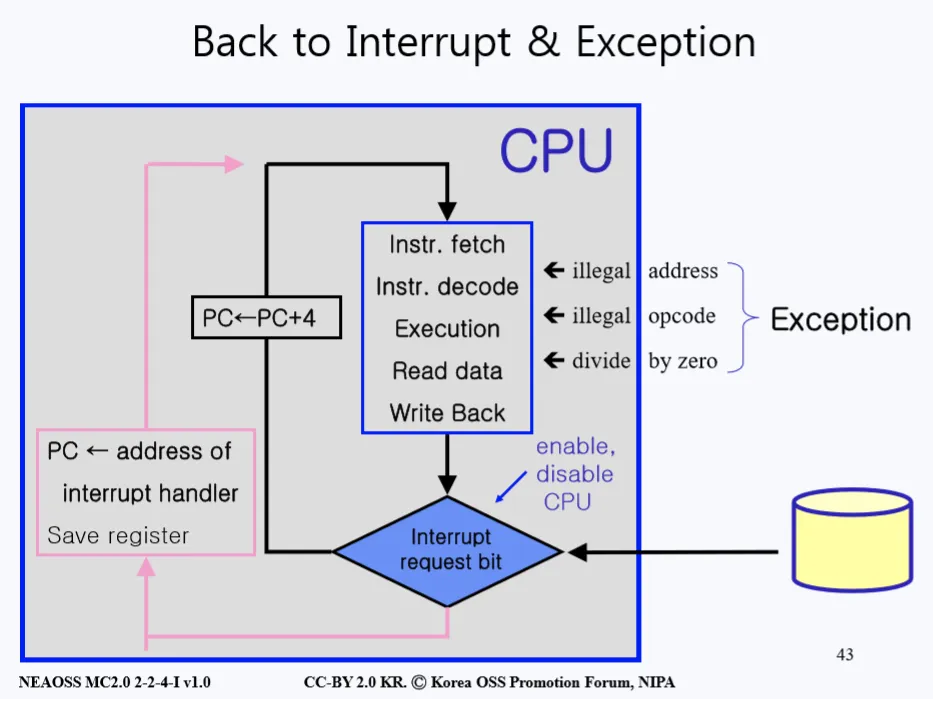 Back to Interrupt & Exception
CPU
Instr. fetch
Instr. decode
Execution
Read data
Write Back
← illegal address
← illegal opcode
← divide by zero
Exception
PC←PC+4
PC ← address of
interrupt handler
Save register
enable,
disable
CPU
Interrupt
request bit
43
NEAOSS MC2.0 2-2-4-I v1.0
CC-BY 2.0 KR. Ⓒ Korea OSS Promotion Forum, NIPA